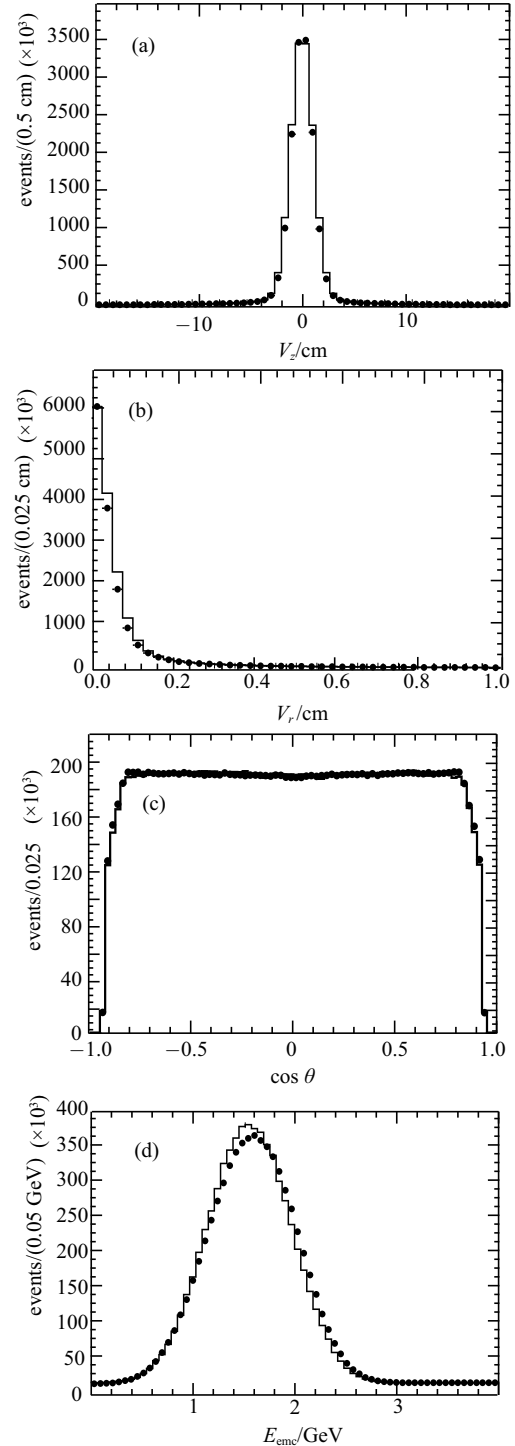 (a)
events/(0.5 cm) (×10³)
3500
3000
2500
2000
1500
1000
500
0
−10 0 10
V_z/cm
(b)
events/(0.025 cm) (×10³)
6000
5000
4000
3000
2000
1000
0
0.0 0.2 0.4 0.6 0.8 1.0
V_r/cm
(c)
events/0.025 (×10³)
200
160
120
80
40
0
−1.0 −0.5 0 0.5 1.0
cos θ
(d)
events/(0.05 GeV) (×10³)
400
350
300
250
200
150
100
50
0
1 2 3
E_emc/GeV